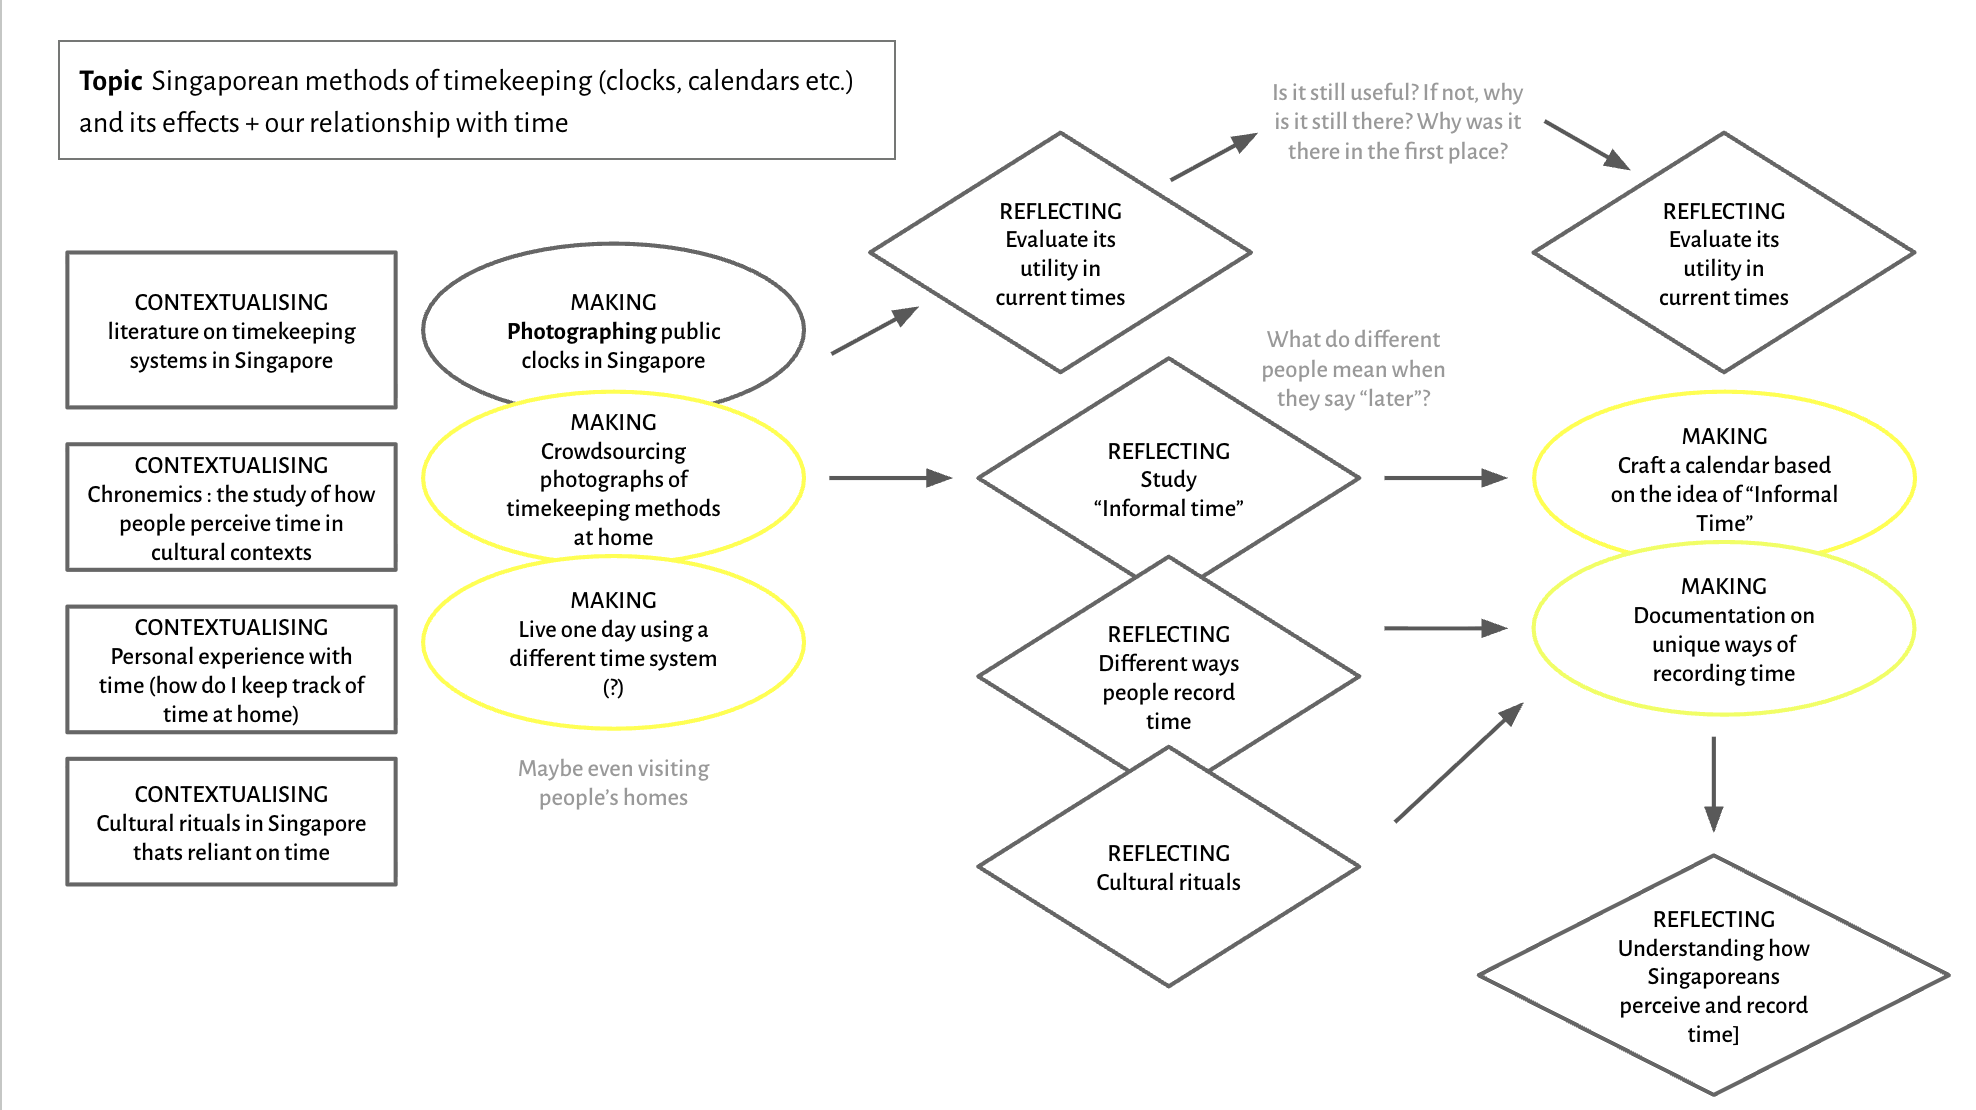 Topic Singaporean methods of timekeeping (clocks, calendars etc.)
and its effects + our relationship with time
CONTEXTUALISING
literature on timekeeping
systems in Singapore
CONTEXTUALISING
Chronemics : the study of how
people perceive time in
cultural contexts
CONTEXTUALISING
Personal experience with
time (how do I keep track of
time at home)
CONTEXTUALISING
Cultural rituals in Singapore
thats reliant on time
MAKING
Photographing public
clocks in Singapore
MAKING
Crowdsourcing
photographs of
timekeeping methods
at home
MAKING
Live one day using a
different time system
(?)
Maybe even visiting
people's homes
REFLECTING
Evaluate its
utility in
current times
Is it still useful? If not, why
is it still there? Why was it
there in the first place?
REFLECTING
Evaluate its
utility in
current times
REFLECTING
Study
“Informal time”
What do different
people mean when
they say “later”?
MAKING
Craft a calendar based
on the idea of “Informal
Time”
REFLECTING
Different ways
people record
time
MAKING
Documentation on
unique ways of
recording time
REFLECTING
Cultural rituals
REFLECTING
Understanding how
Singaporeans
perceive and record
time]